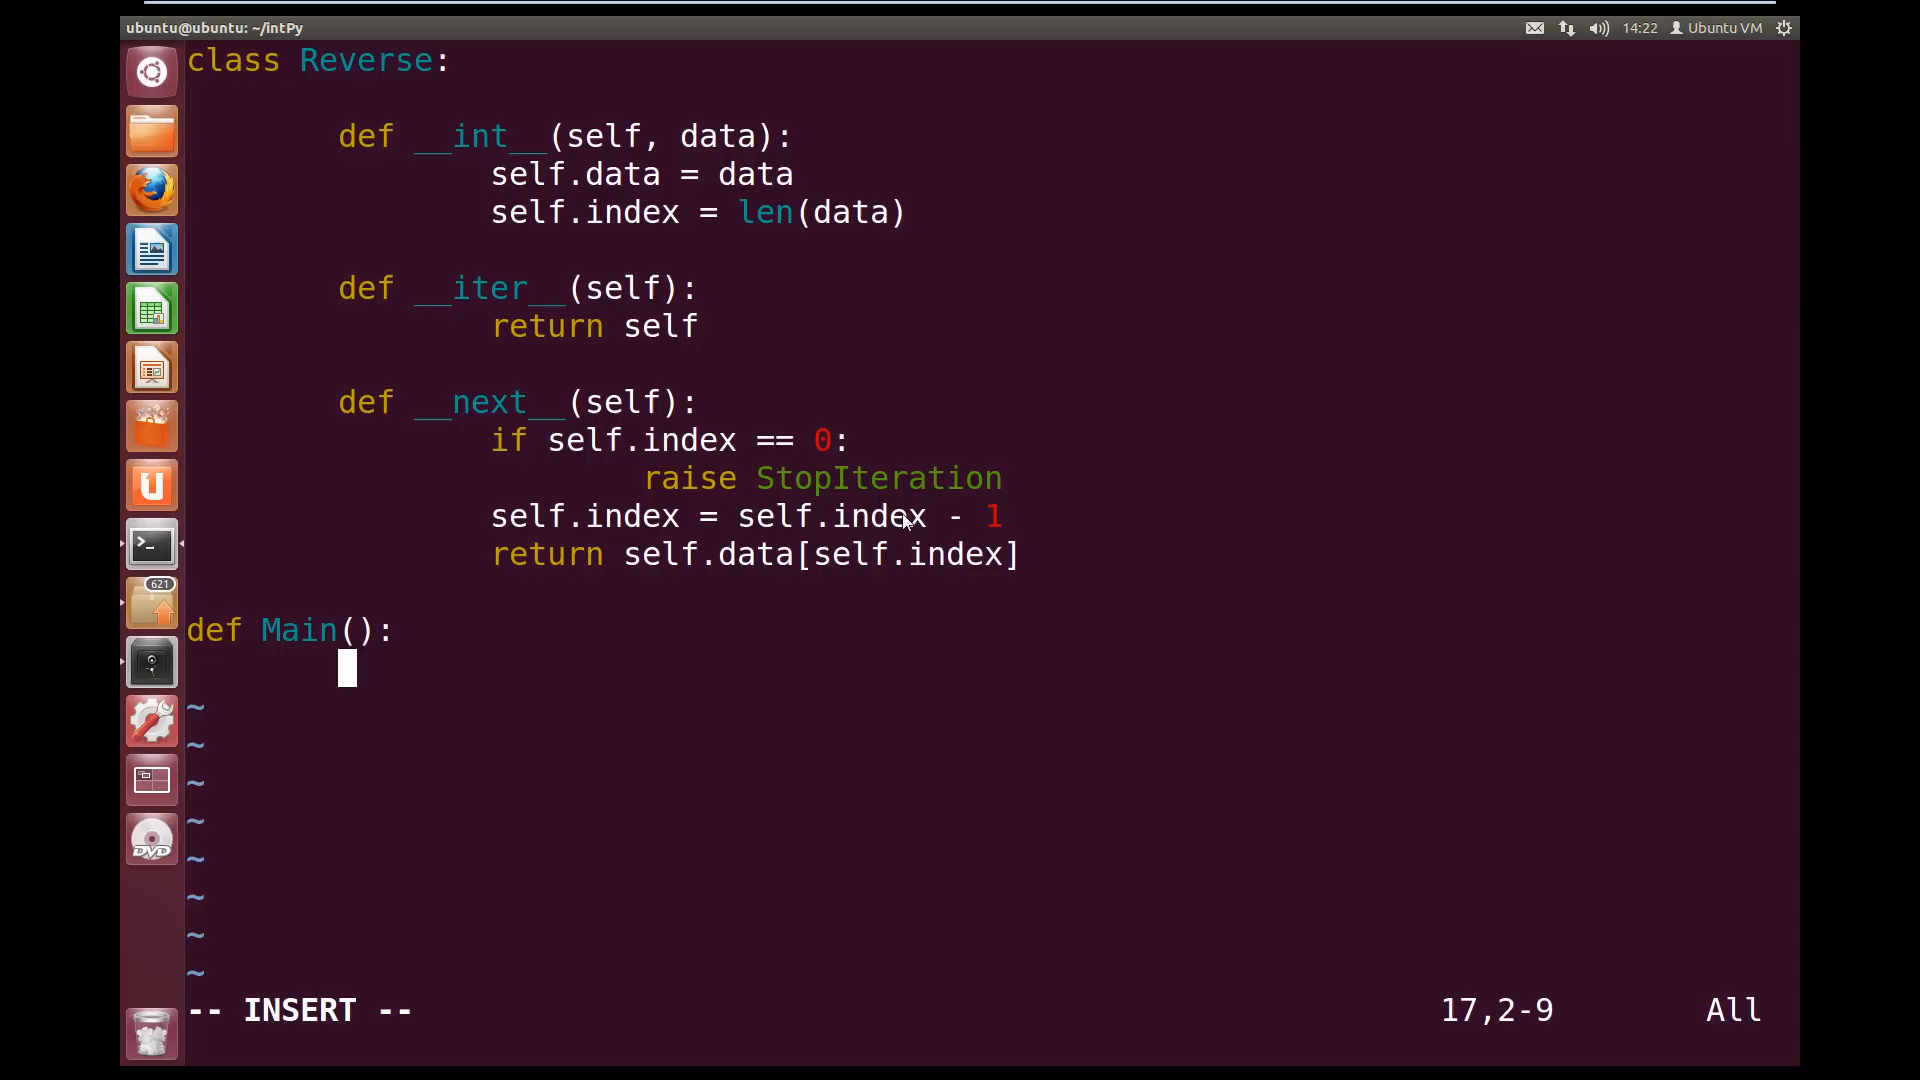 ubuntu@ubuntu: ~/intPy
14:22 Ubuntu VM
class Reverse:
def __int__(self, data):
self.data = data
self.index = len(data)
def __iter__(self):
return self
def __next__(self):
if self.index == 0:
raise StopIteration
self.index = self.index - 1
return self.data[self.index]
621
def Main():
~
~
~
~
~
~
~
~
DVD
-- INSERT -- 17,2-9 All